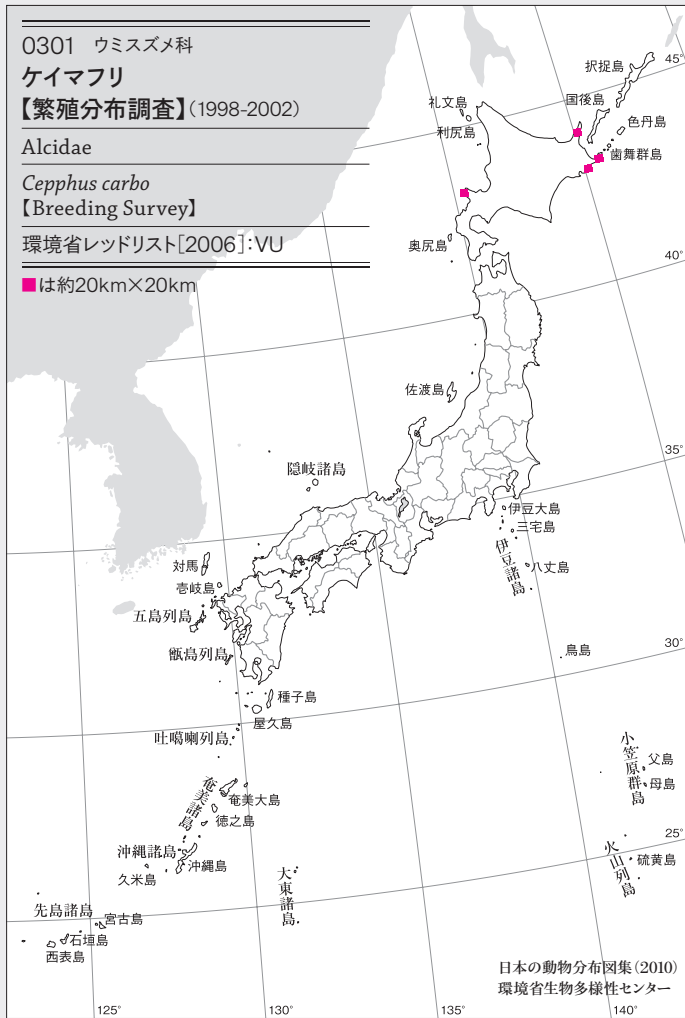 0301 ウミスズメ科
ケイマフリ
【繁殖分布調査】(1998-2002)
Alcidae
Cepphus carbo
【Breeding Survey】
環境省レッドリスト[2006]:VU
■は約20km×20km
45°
択捉島
国後島
礼文島
色丹島
利尻島
歯舞群島
奥尻島
40°
佐渡島
35°
隠岐諸島
伊豆大島
三宅島
伊豆諸島
八丈島
対馬
壱岐島
五島列島
甑島列島
鳥島
30°
種子島
屋久島
吐噶喇列島
小笠原群島
父島
母島
奄美諸島
奄美大島
徳之島
25°
火山列島
硫黄島
沖縄諸島
沖縄島
久米島
大東諸島
先島諸島
宮古島
石垣島
西表島
日本の動物分布図集(2010)
環境省生物多様性センター
125°
130°
135°
140°